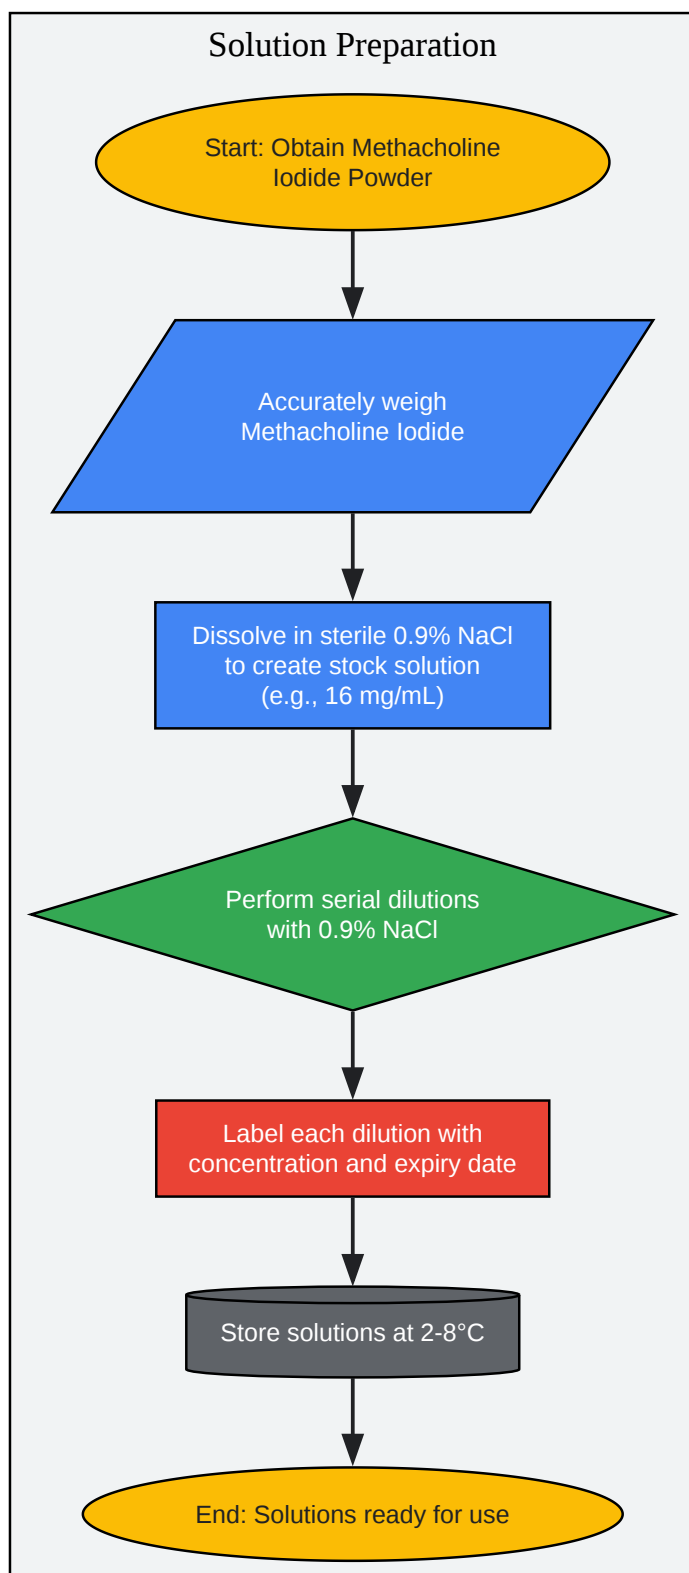 Solution Preparation
Start: Obtain Methacholine
Iodide Powder
Accurately weigh
Methacholine Iodide
Dissolve in sterile 0.9% NaCl
to create stock solution
(e.g., 16 mg/mL)
Perform serial dilutions
with 0.9% NaCl
Label each dilution with
concentration and expiry date
Store solutions at 2-8°C
End: Solutions ready for use